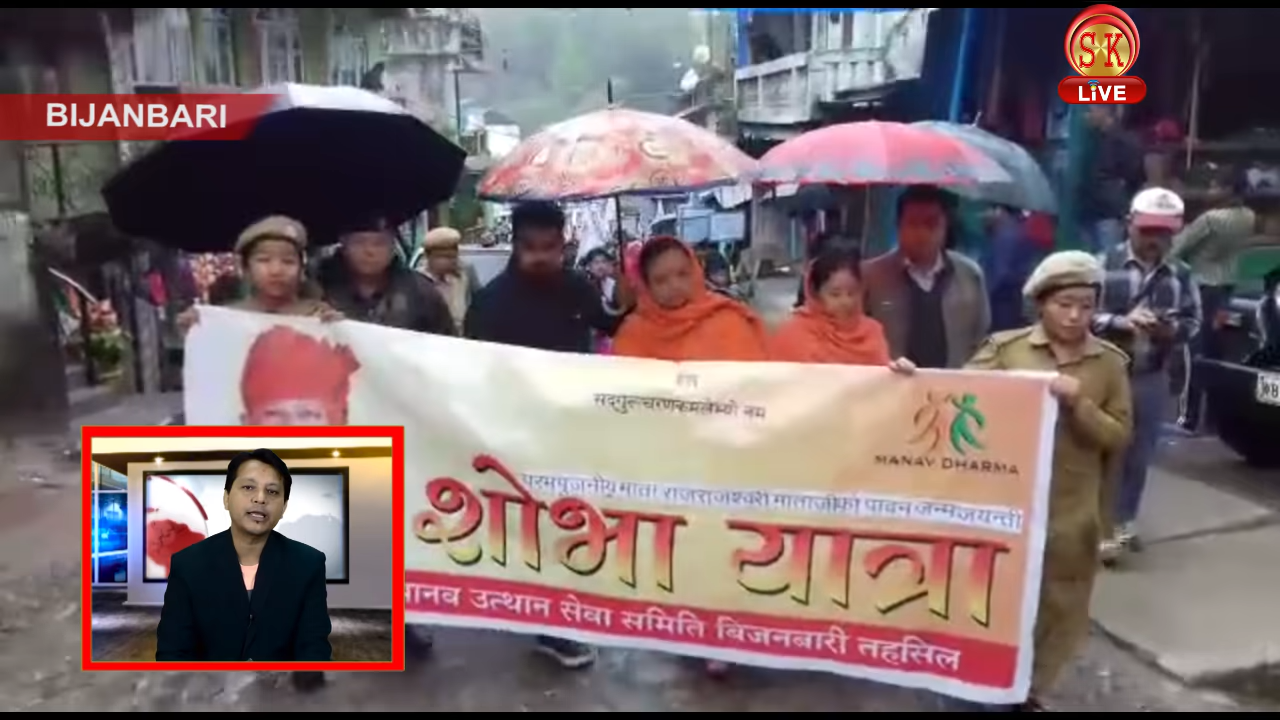 SK
LiVE
BIJANBARI
सद्गुरुचरणकमलेभ्यो नम
MANAV DHARMA
परमपूजनीय माता राजराजेश्वरी माताजीको पावन जन्मजयन्ती
शोभा यात्रा
मानव उत्थान सेवा समिति बिजनबारी तहसिल